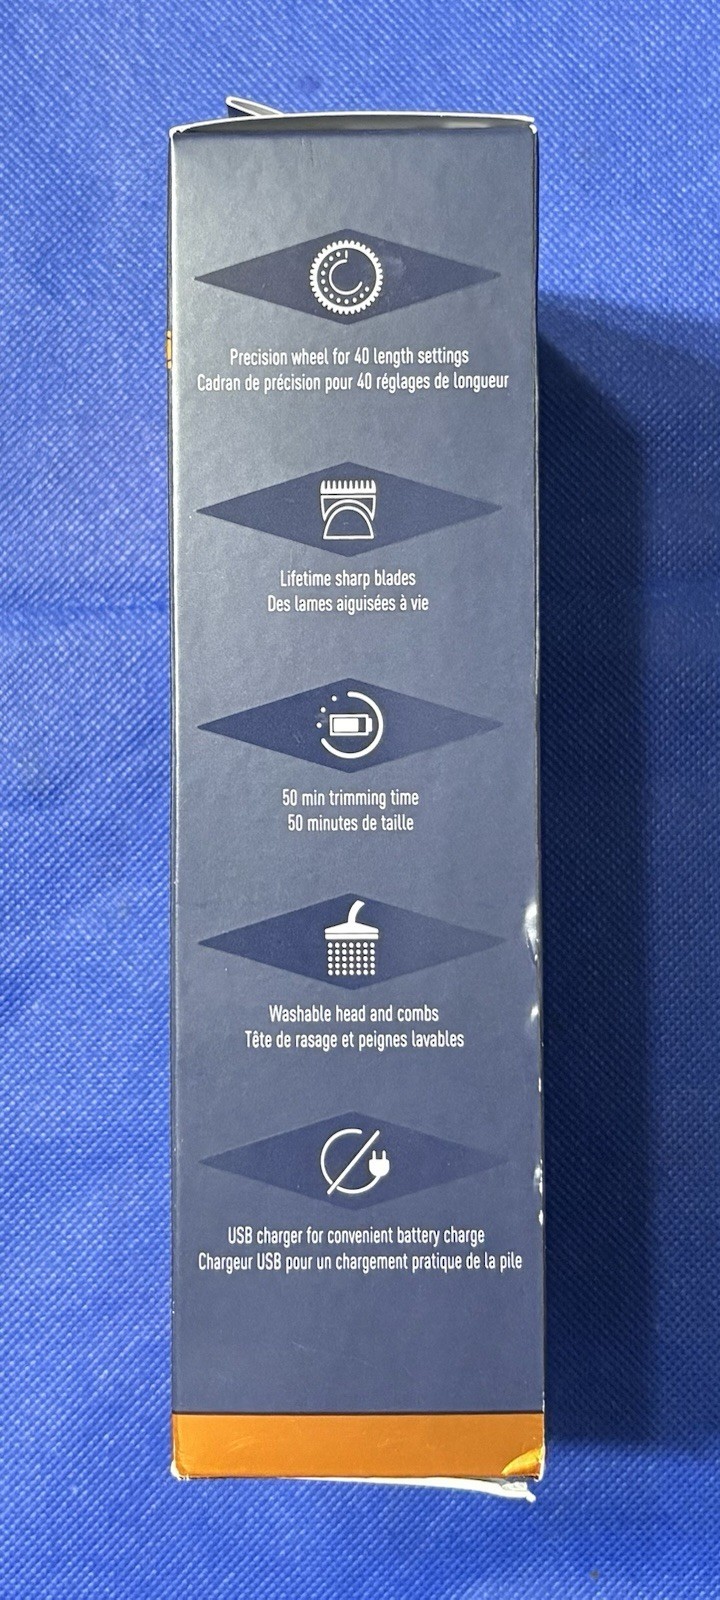 Precision wheel for 40 length settings
Cadran de précision pour 40 réglages de longueur
Lifetime sharp blades
Des lames aiguisées à vie
50 min trimming time
50 minutes de taille
Washable head and combs
Tête de rasage et peignes lavables
USB charger for convenient battery charge
Chargeur USB pour un chargement pratique de la pile